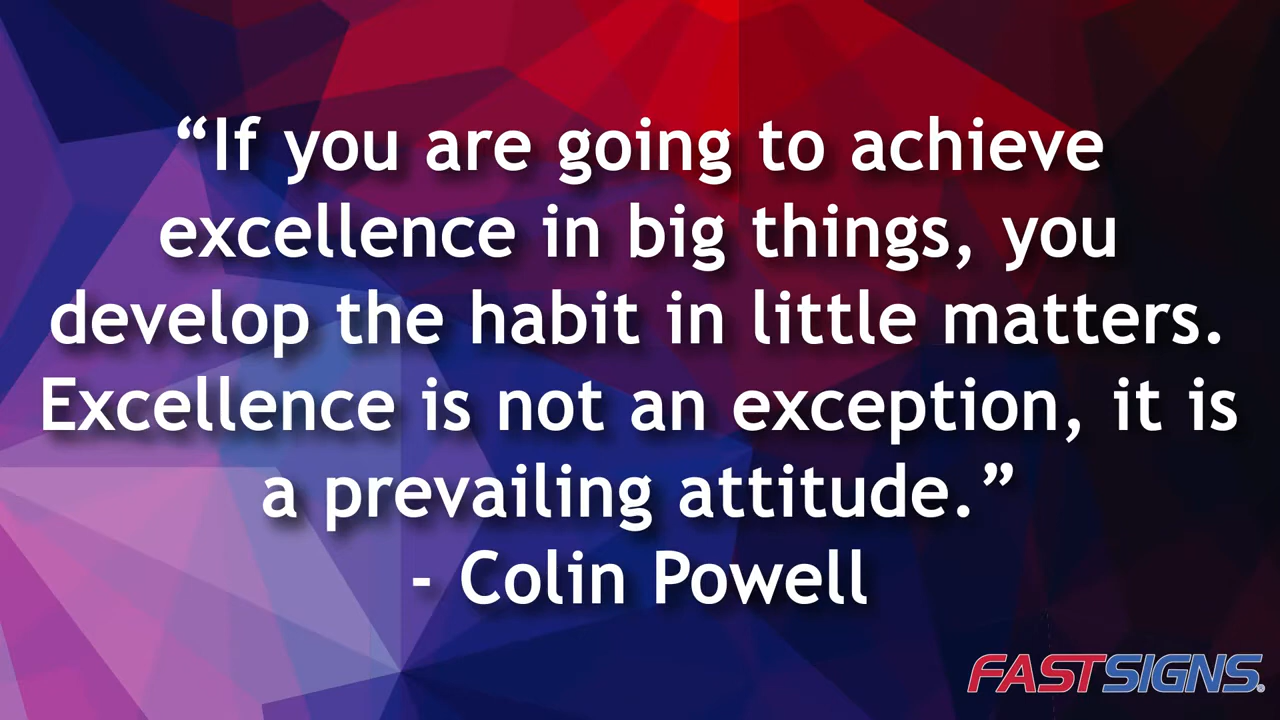 “If you are going to achieve
excellence in big things, you
develop the habit in little matters.
Excellence is not an exception, it is
a prevailing attitude.”
- Colin Powell
FASTSIGNS®